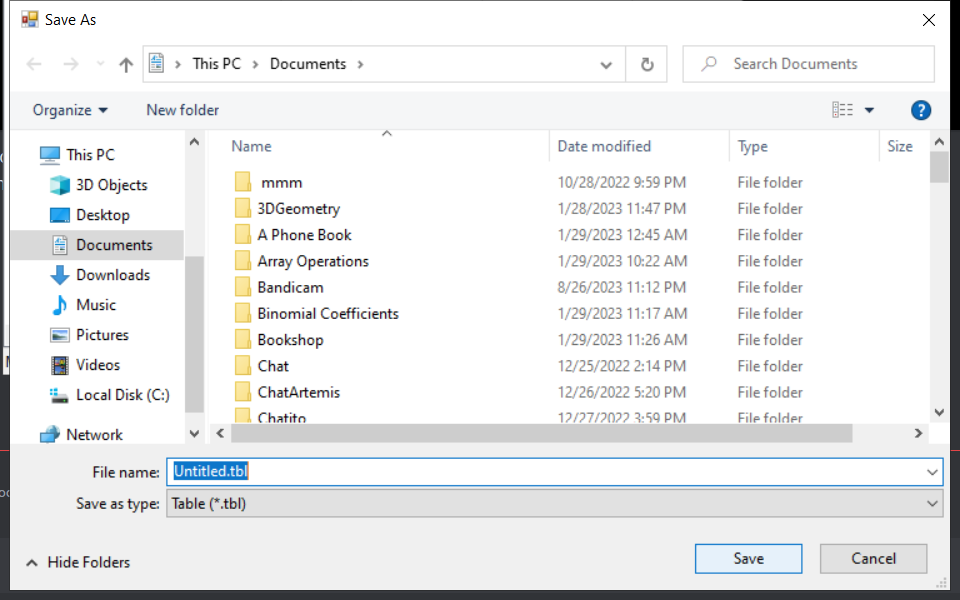 Save As
This PC
Documents
Search Documents
Organize
New folder
?
This PC
3D Objects
Desktop
Documents
Downloads
Music
Pictures
Videos
Local Disk (C:)
Network
Name Date modified Type Size
mmm 10/28/2022 9:59 PM File folder
3DGeometry 1/28/2023 11:47 PM File folder
A Phone Book 1/29/2023 12:45 AM File folder
Array Operations 1/29/2023 10:22 AM File folder
Bandicam 8/26/2023 11:12 PM File folder
Binomial Coefficients 1/29/2023 11:17 AM File folder
Bookshop 1/29/2023 11:26 AM File folder
Chat 12/25/2022 2:14 PM File folder
ChatArtemis 12/26/2022 5:20 PM File folder
Chatito 12/27/2022 3:59 PM File folder
File name: Untitled.tbl
Save as type: Table (*.tbl)
Hide Folders
Save
Cancel